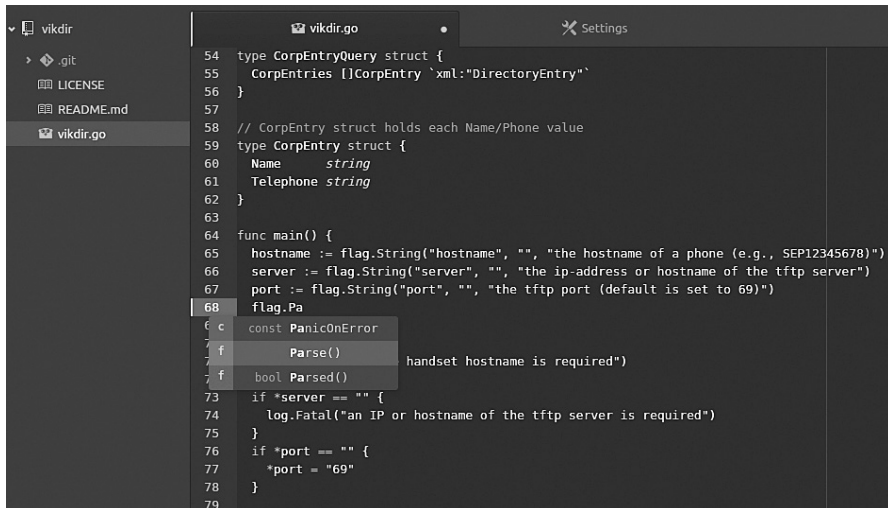 vikdir
.git
LICENSE
README.md
vikdir.go
vikdir.go
Settings
54 type CorpEntryQuery struct {
55 CorpEntries []CorpEntry `xml:"DirectoryEntry"`
56 }
57
58 // CorpEntry struct holds each Name/Phone value
59 type CorpEntry struct {
60 Name string
61 Telephone string
62 }
63
64 func main() {
65 hostname := flag.String("hostname", "", "the hostname of a phone (e.g., SEP12345678)")
66 server := flag.String("server", "", "the ip-address or hostname of the tftp server")
67 port := flag.String("port", "", "the tftp port (default is set to 69)")
68 flag.Pa
c const PanicOnError
f Parse()
handset hostname is required")
f bool Parsed()
73 if *server == "" {
74 log.Fatal("an IP or hostname of the tftp server is required")
75 }
76 if *port == "" {
77 *port = "69"
78 }
79